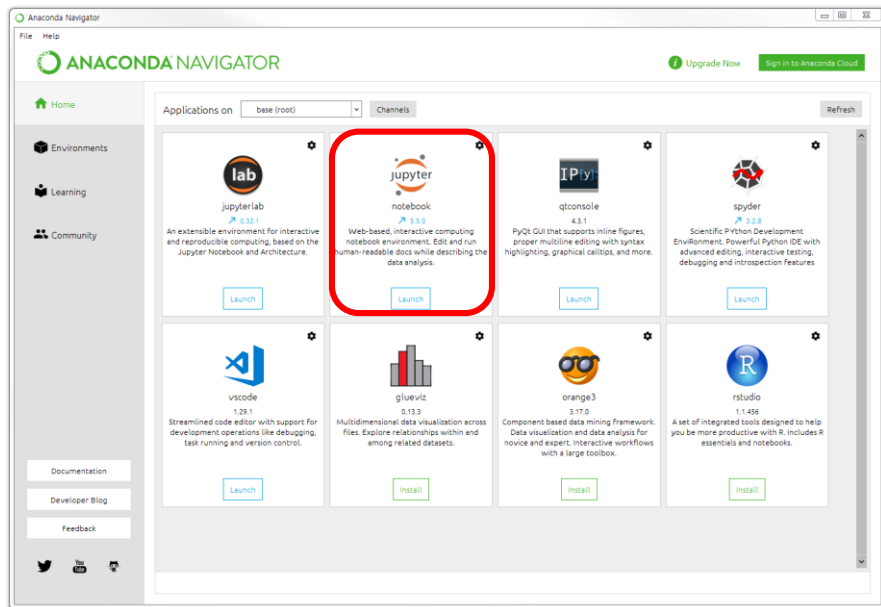 Anaconda Navigator
File Help
ANACONDA NAVIGATOR
i Upgrade Now Sign in to Anaconda Cloud
Home
Environments
Learning
Community
Documentation
Developer Blog
Feedback
You
Tube
Applications on base (root) Channels Refresh
lab
jupyterlab
0.32.1
An extensible environment for interactive
and reproducible computing, based on the
Jupyter Notebook and Architecture.
Launch
jupyter
notebook
5.5.0
Web-based, interactive computing
notebook environment. Edit and run
human-readable docs while describing the
data analysis.
Launch
IP[y]:
qtconsole
4.3.1
PyQt GUI that supports inline figures,
proper multiline editing with syntax
highlighting, graphical calltips, and more.
Launch
spyder
3.2.8
Scientific PYthon Development
EnviRonment. Powerful Python IDE with
advanced editing, interactive testing,
debugging and introspection features
Launch
vscode
1.29.1
Streamlined code editor with support for
development operations like debugging,
task running and version control.
Launch
glueviz
0.13.3
Multidimensional data visualization across
files. Explore relationships within and
among related datasets.
Install
orange3
3.17.0
Component based data mining framework.
Data visualization and data analysis for
novice and expert. Interactive workflows
with a large toolbox.
Install
R
rstudio
1.1.456
A set of integrated tools designed to help
you be more productive with R. Includes R
essentials and notebooks.
Install